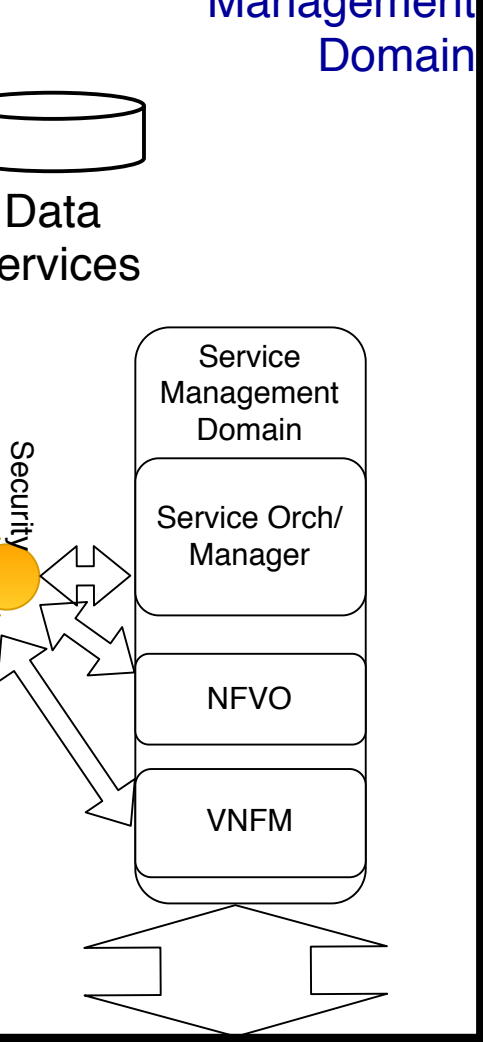 Management
Domain
Data
ervices
Service
Management
Domain
Security
Service Orch/
Manager
NFVO
VNFM